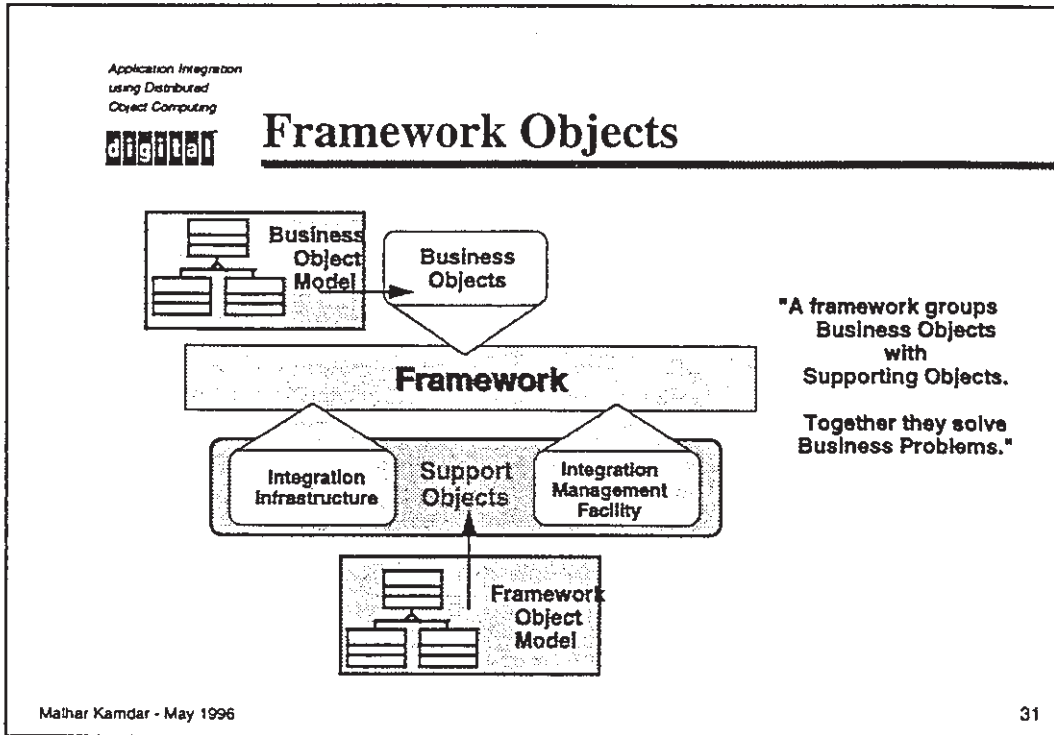 Application Integration
using Distributed
Object Computing
digital
Framework Objects
Business
Object
Model
Business
Objects
Framework
Integration
Infrastructure
Support
Objects
Integration
Management
Facility
Framework
Object
Model
"A framework groups
Business Objects
with
Supporting Objects.
Together they solve
Business Problems."
Malhar Kamdar - May 1996
31